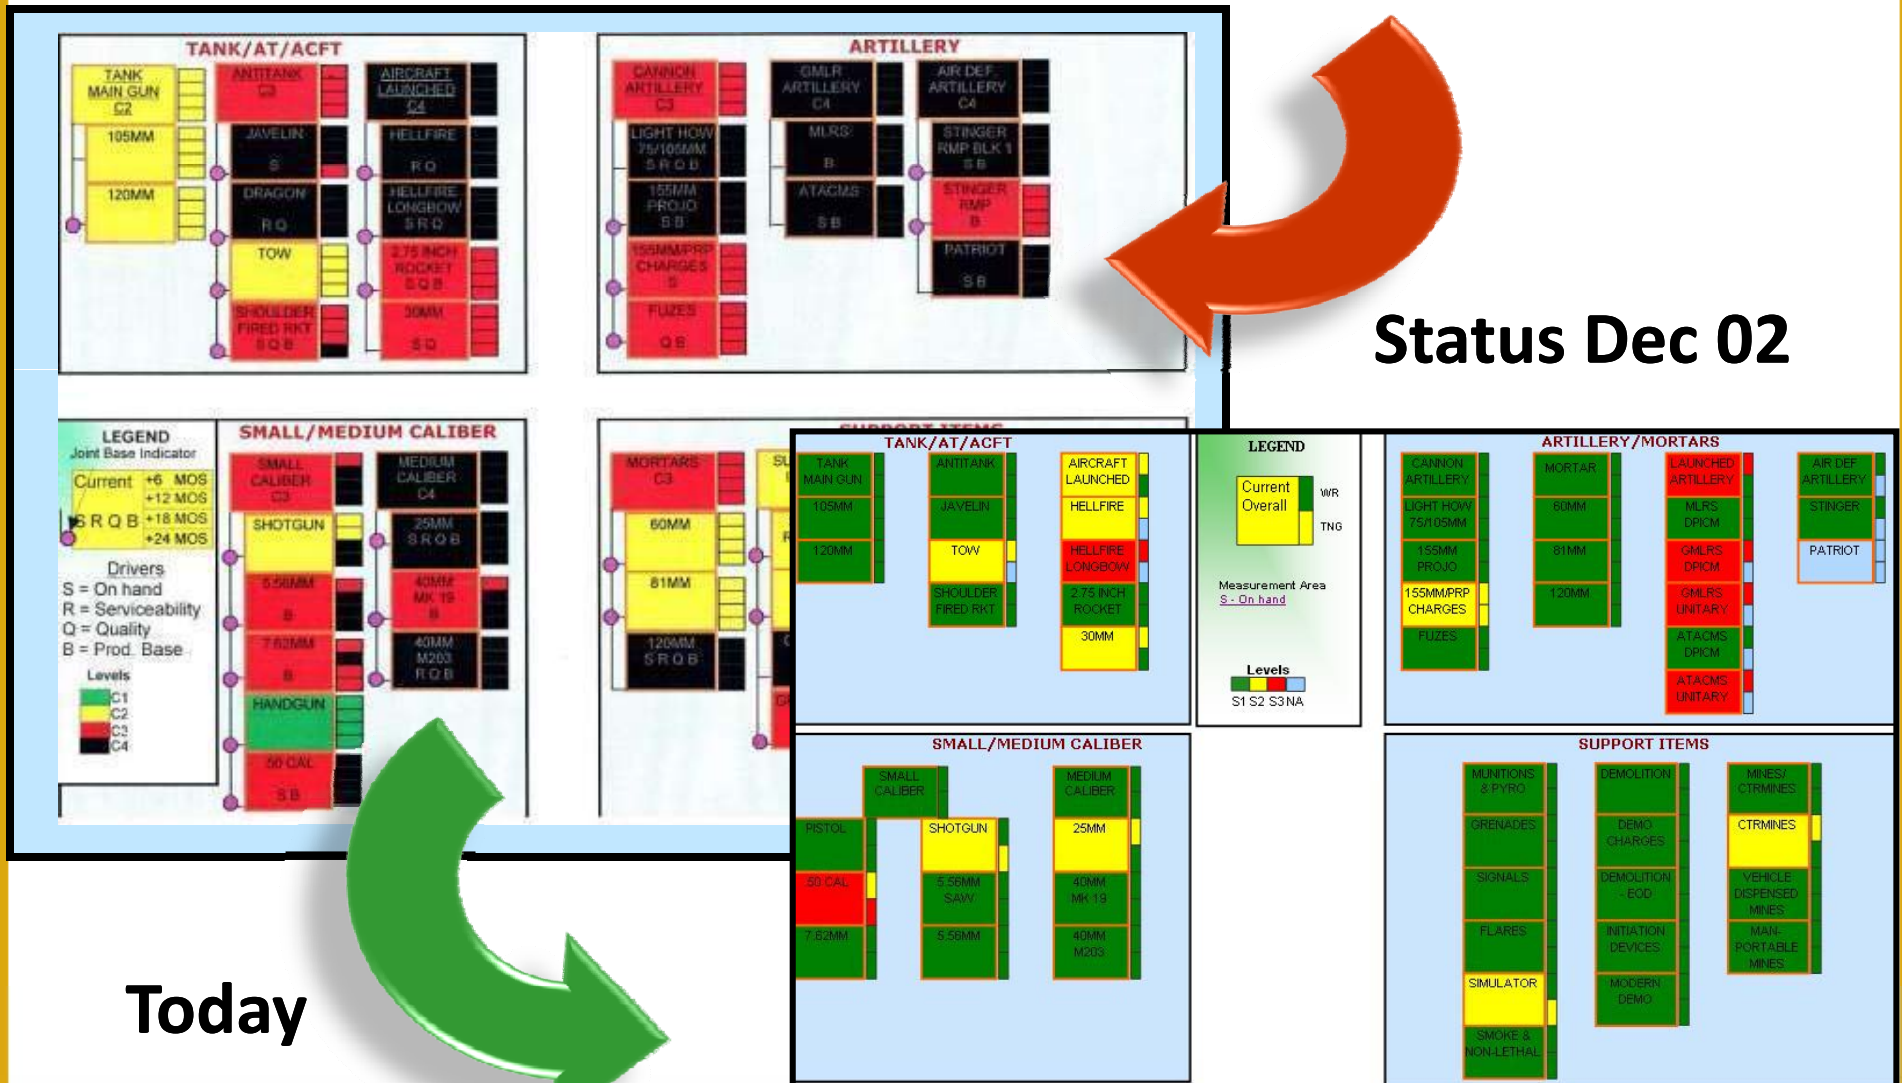 TANK/AT/ACFT
TANK
MAIN GUN
C2
105MM
120MM
ANTITANK
C3
JAVELIN
S
DRAGON
R Q
TOW
SHOULDER
FIRED RKT
S Q B
AIRCRAFT
LAUNCHED
C4
HELLFIRE
R Q
HELLFIRE
LONGBOW
S R Q
2.75 INCH
ROCKET
S Q B
30MM
S Q
ARTILLERY
CANNON
ARTILLERY
C3
LIGHT HOW
75/105MM
S R Q B
155MM
PROJO
S B
155MM/PRP
CHARGES
S
FUZES
Q B
GMLR
ARTILLERY
C4
MLRS
B
ATACMS
S B
AIR DEF
ARTILLERY
C4
STINGER
RMP BLK 1
S B
STINGER
RMP
B
PATRIOT
S B
Status Dec 02
LEGEND
Joint Base Indicator
Current
+6 MOS
+12 MOS
S R Q B
+18 MOS
+24 MOS
Drivers
S = On hand
R = Serviceability
Q = Quality
B = Prod. Base
Levels
C1
C2
C3
C4
SMALL/MEDIUM CALIBER
SMALL
CALIBER
C3
SHOTGUN
5.56MM
B
7.62MM
B
HANDGUN
.50 CAL
S B
MEDIUM
CALIBER
C4
25MM
S R Q B
40MM
MK 19
B
40MM
M203
R Q B
SUPPORT ITEMS
MORTARS
C3
60MM
81MM
120MM
S R Q B
Today
TANK/AT/ACFT
TANK
MAIN GUN
105MM
120MM
ANTITANK
JAVELIN
TOW
SHOULDER
FIRED RKT
AIRCRAFT
LAUNCHED
HELLFIRE
HELLFIRE
LONGBOW
2.75 INCH
ROCKET
30MM
LEGEND
Current
Overall
WR
TNG
Measurement Area
S - On hand
Levels
S1 S2 S3 NA
ARTILLERY/MORTARS
CANNON
ARTILLERY
LIGHT HOW
75/105MM
155MM
PROJO
155MM/PRP
CHARGES
FUZES
MORTAR
60MM
81MM
120MM
LAUNCHED
ARTILLERY
MLRS
DPICM
GMLRS
DPICM
GMLRS
UNITARY
ATACMS
DPICM
ATACMS
UNITARY
AIR DEF
ARTILLERY
STINGER
PATRIOT
SMALL/MEDIUM CALIBER
SMALL
CALIBER
PISTOL
.50 CAL
7.62MM
SHOTGUN
5.56MM
SAW
5.56MM
MEDIUM
CALIBER
25MM
40MM
MK 19
40MM
M203
SUPPORT ITEMS
MUNITIONS
& PYRO
GRENADES
SIGNALS
FLARES
SIMULATOR
SMOKE &
NON-LETHAL
DEMOLITION
DEMO
CHARGES
DEMOLITION
- EOD
INITIATION
DEVICES
MODERN
DEMO
MINES/
CTRMINES
CTRMINES
VEHICLE
DISPENSED
MINES
MAN-
PORTABLE
MINES